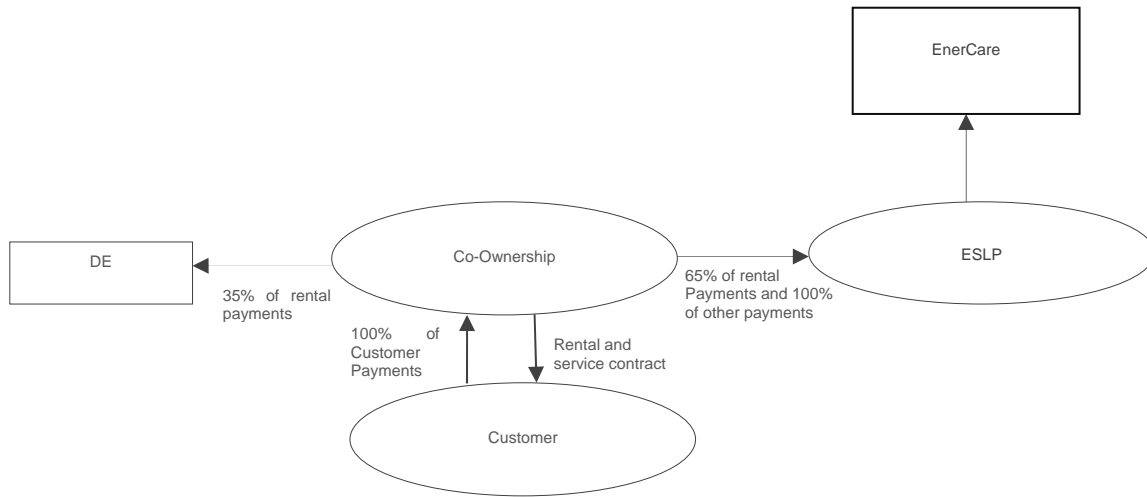 EnerCare
DE
Co-Ownership
ESLP
35% of rental
payments
65% of rental
Payments and 100%
of other payments
100% of
Customer
Payments
Rental and
service contract
Customer